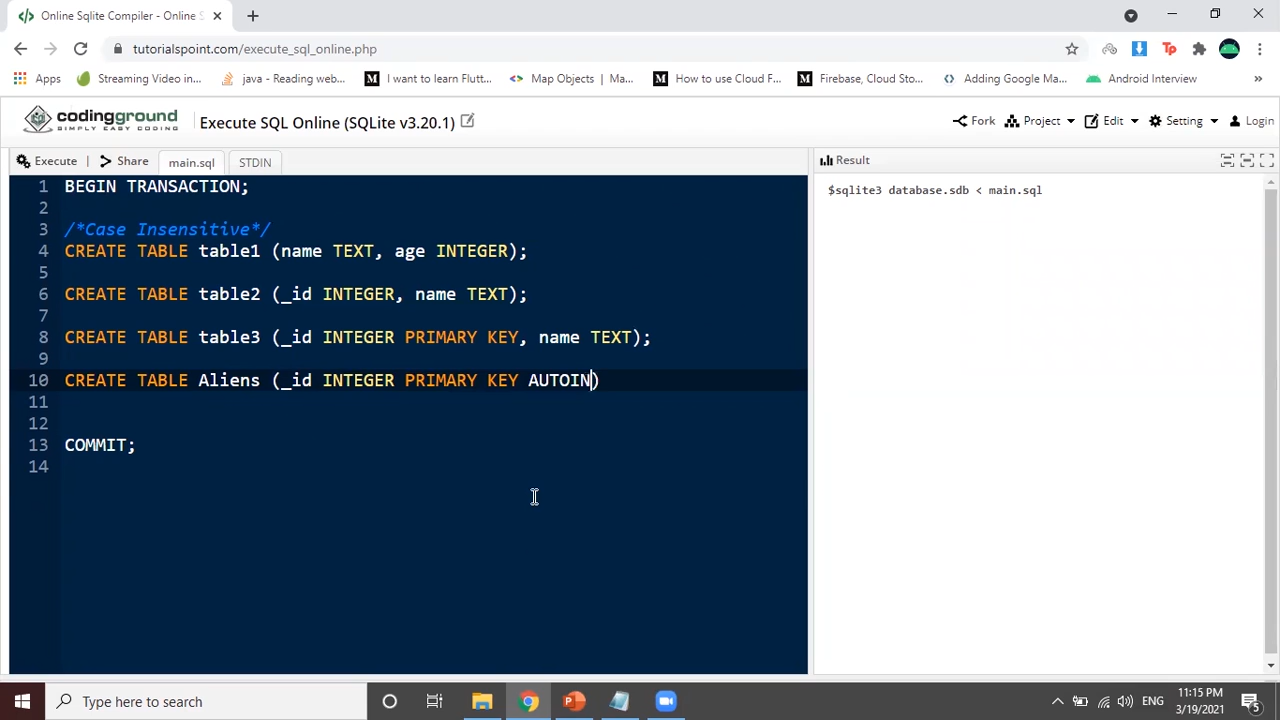 Online Sqlite Compiler - Online S
tutorialspoint.com/execute_sql_online.php
Apps
Streaming Video in...
java - Reading web...
I want to learn Flutt...
Map Objects | Ma...
How to use Cloud F...
Firebase, Cloud Sto...
Adding Google Ma...
Android Interview
»
codingground
SIMPLY EASY CODING
Execute SQL Online (SQLite v3.20.1)
Fork
Project
Edit
Setting
Login
Execute |
Share
main.sql
STDIN
Result
1 BEGIN TRANSACTION;
2
3 /*Case Insensitive*/
4 CREATE TABLE table1 (name TEXT, age INTEGER);
5
6 CREATE TABLE table2 (_id INTEGER, name TEXT);
7
8 CREATE TABLE table3 (_id INTEGER PRIMARY KEY, name TEXT);
9
10 CREATE TABLE Aliens (_id INTEGER PRIMARY KEY AUTOIN)
11
12
13 COMMIT;
14
$sqlite3 database.sdb < main.sql
Type here to search
ENG
11:15 PM
3/19/2021
5